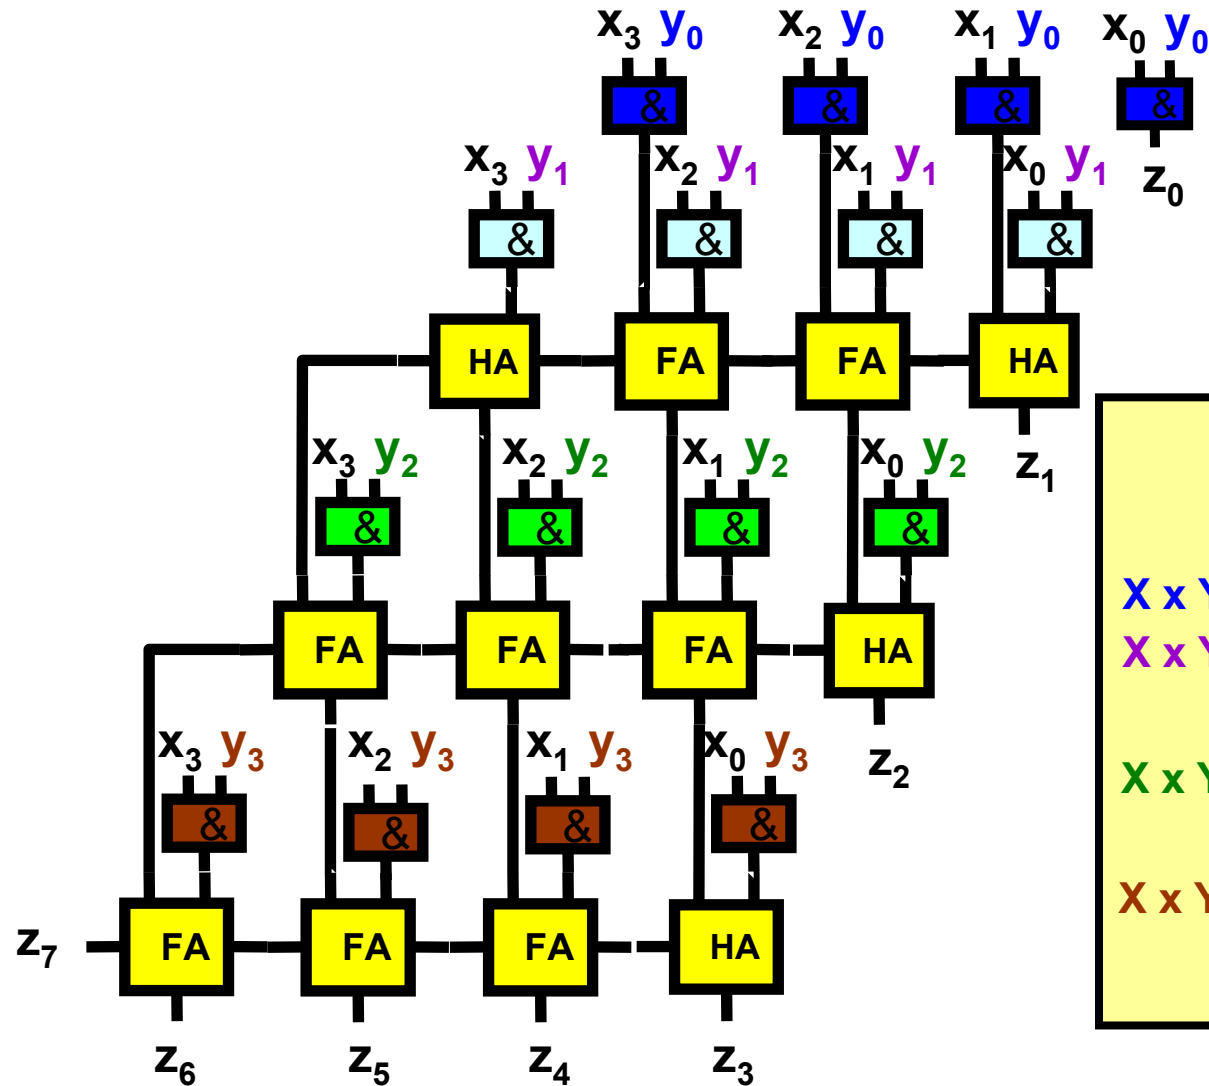 x3 y0 x2 y0 x1 y0 x0 y0
& & & &
x3 y1 x2 y1 x1 y1 x0 y1 z0
& & & &
HA FA FA HA
x3 y2 x2 y2 x1 y2 x0 y2 z1
& & & &
X x Y
FA FA FA HA X x Y
x3 y3 x2 y3 x1 y3 x0 y3 z2
X x Y
& & & &
X x Y
z7 FA FA FA HA
z6 z5 z4 z3